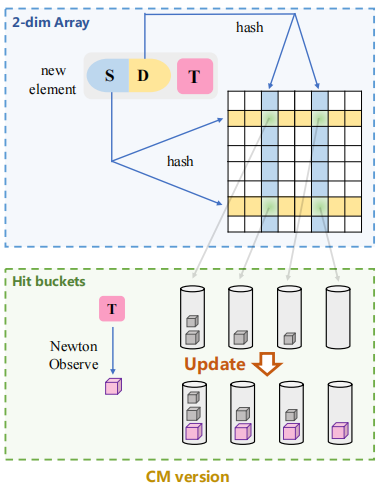 2-dim Array
hash
new
element
S
D
T
hash
Hit buckets
T
Newton
Observe
Update
CM version